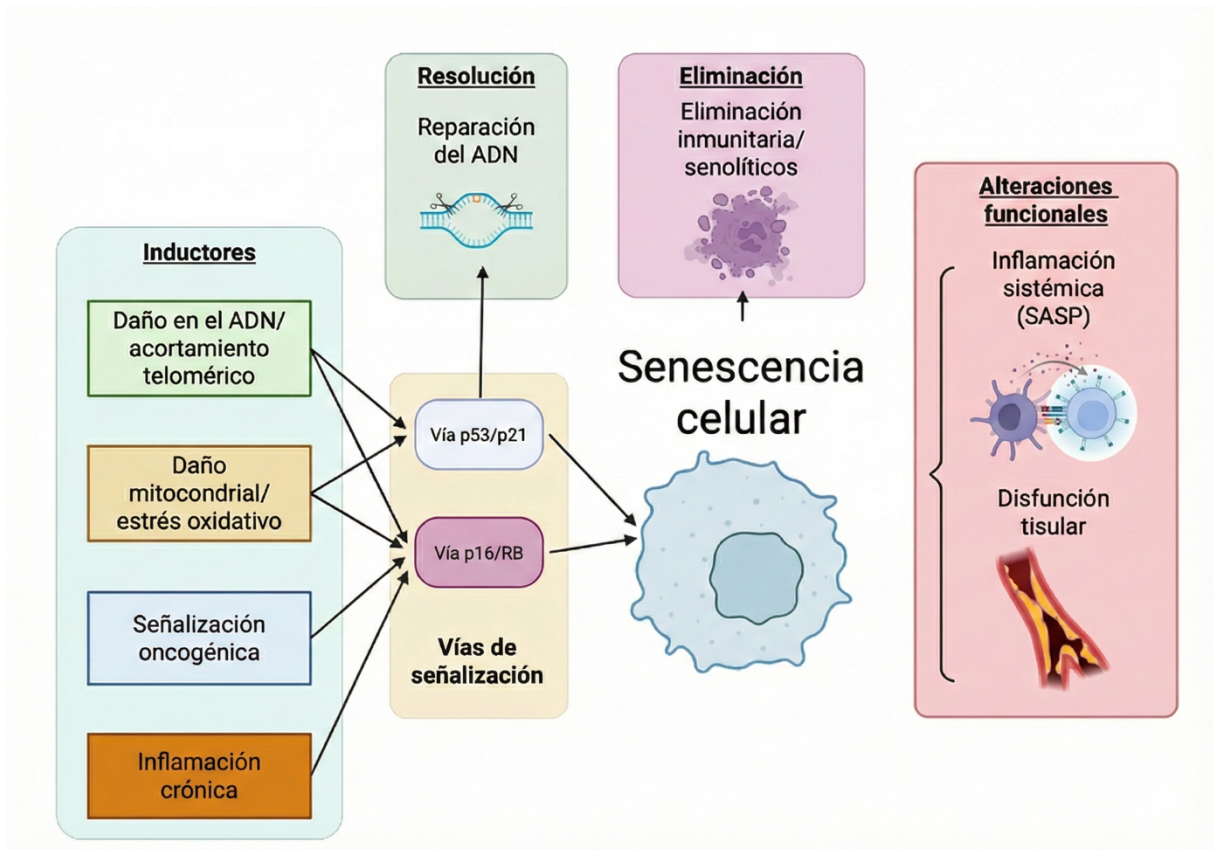 Resolución
Reparación
del ADN
Eliminación
Eliminación
inmunitaria/
senolíticos
Alteraciones
funcionales
Inflamación
sistémica
(SASP)
Disfunción
tisular
Inductores
Daño en el ADN/
acortamiento
telomérico
Daño
mitocondrial/
estrés oxidativo
Señalización
oncogénica
Inflamación
crónica
Vía p53/p21
Vía p16/RB
Vías de
señalización
Senescencia
celular